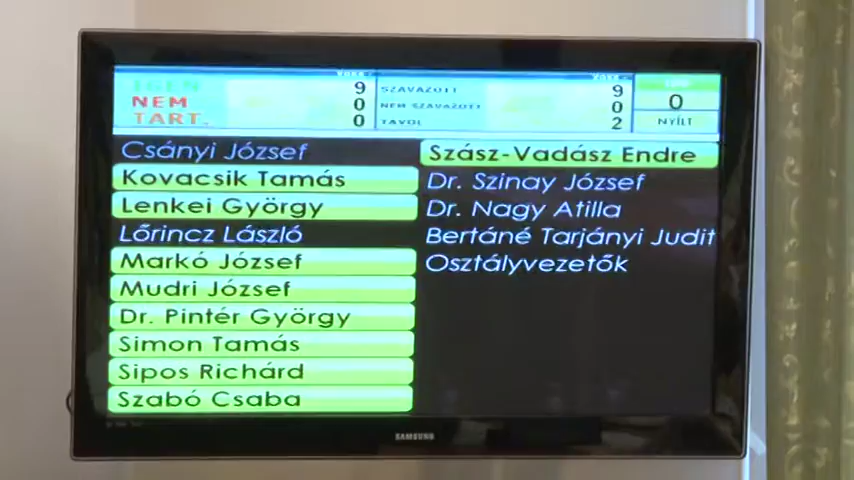 IGEN 9 SZAVAZOTT 9
NEM 0 NEM SZAVAZOTT 0 0
TART. 0 TÁVOL 2 NYÍLT
Csányi József
Kovacsik Tamás
Lenkei György
Lőrincz László
Markó József
Mudri József
Dr. Pintér György
Simon Tamás
Sipos Richárd
Szabó Csaba
Szász-Vadász Endre
Dr. Szinay József
Dr. Nagy Atilla
Bertáné Tarjányi Judit
Osztályvezetők
SAMSUNG